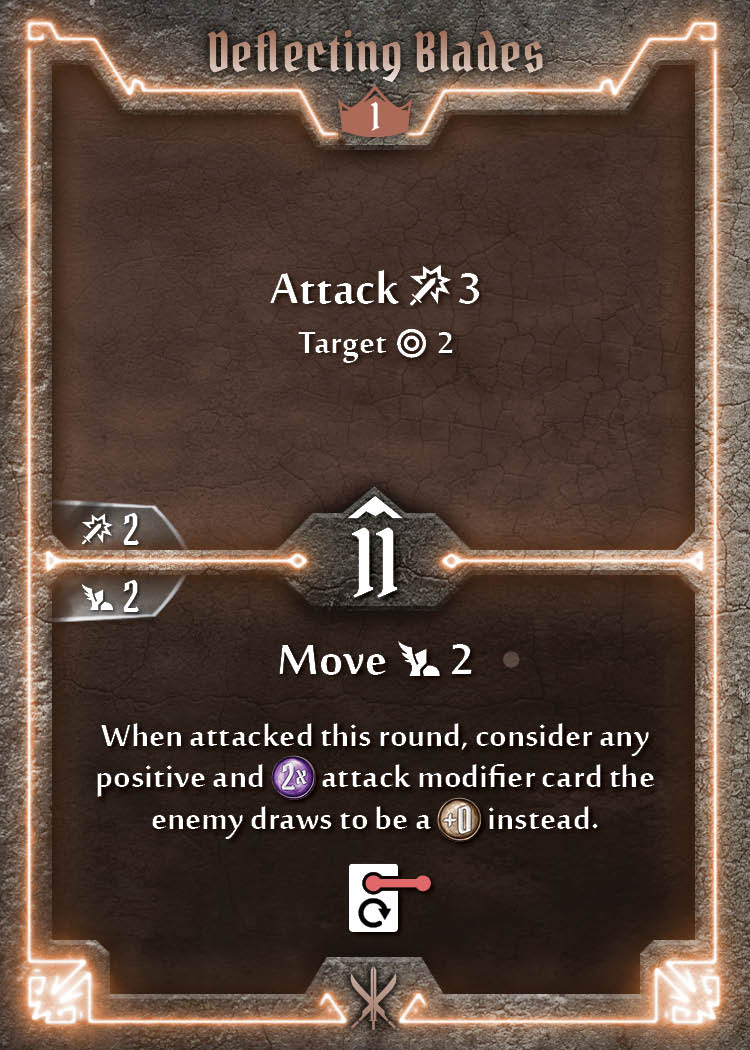 Deflecting Blades
1
Attack 3
Target 2
2
11
2
Move 2
When attacked this round, consider any
positive and 2x attack modifier card the
enemy draws to be a +0 instead.